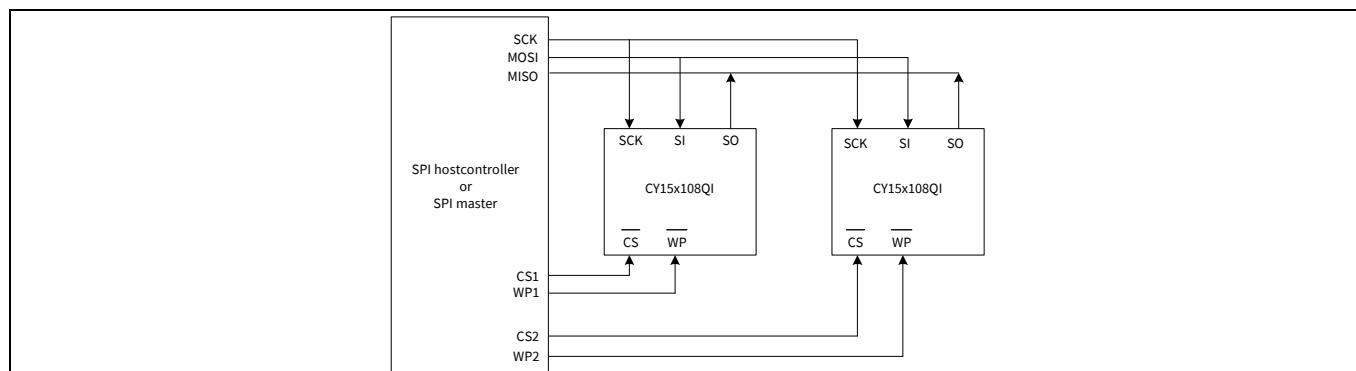 SCK
MOSI
MISO
SPI hostcontroller
or
SPI master
CS1
WP1
CS2
WP2
SCK SI SO
CY15x108QI
CS WP
SCK SI SO
CY15x108QI
CS WP